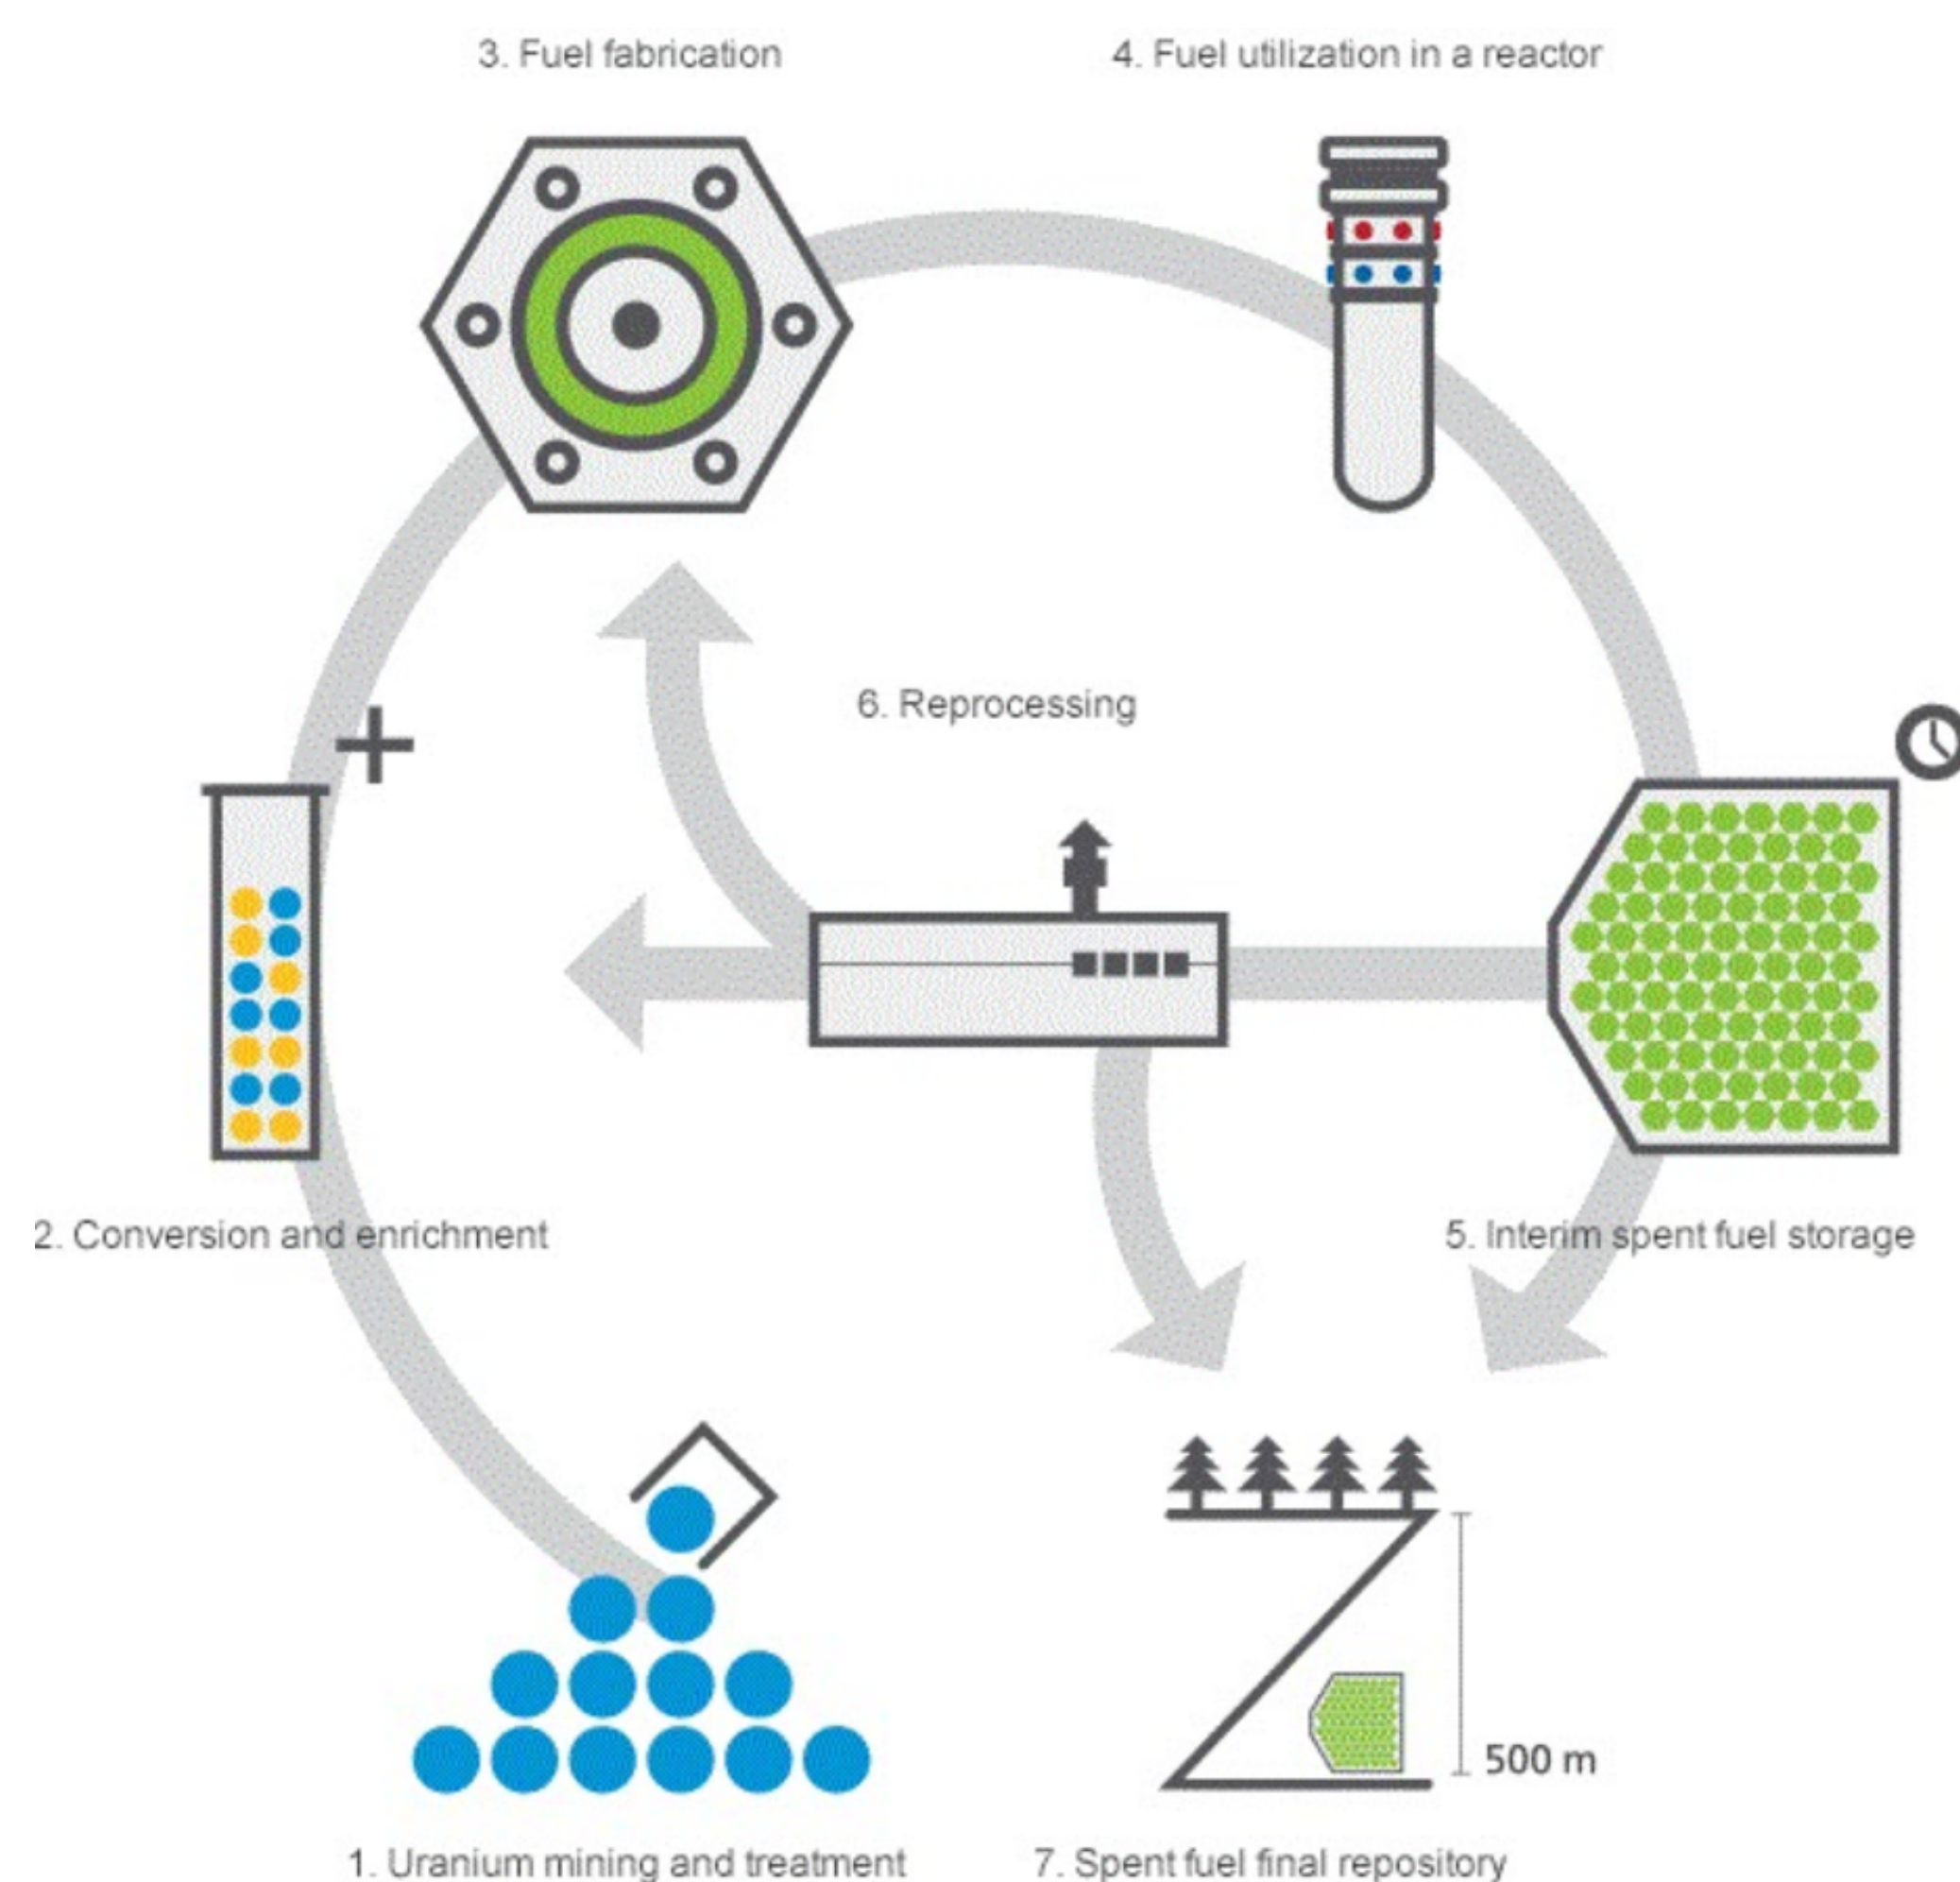 3. Fuel fabrication
4. Fuel utilization in a reactor
6. Reprocessing
2. Conversion and enrichment
5. Interim spent fuel storage
500 m
1. Uranium mining and treatment
7. Spent fuel final repository